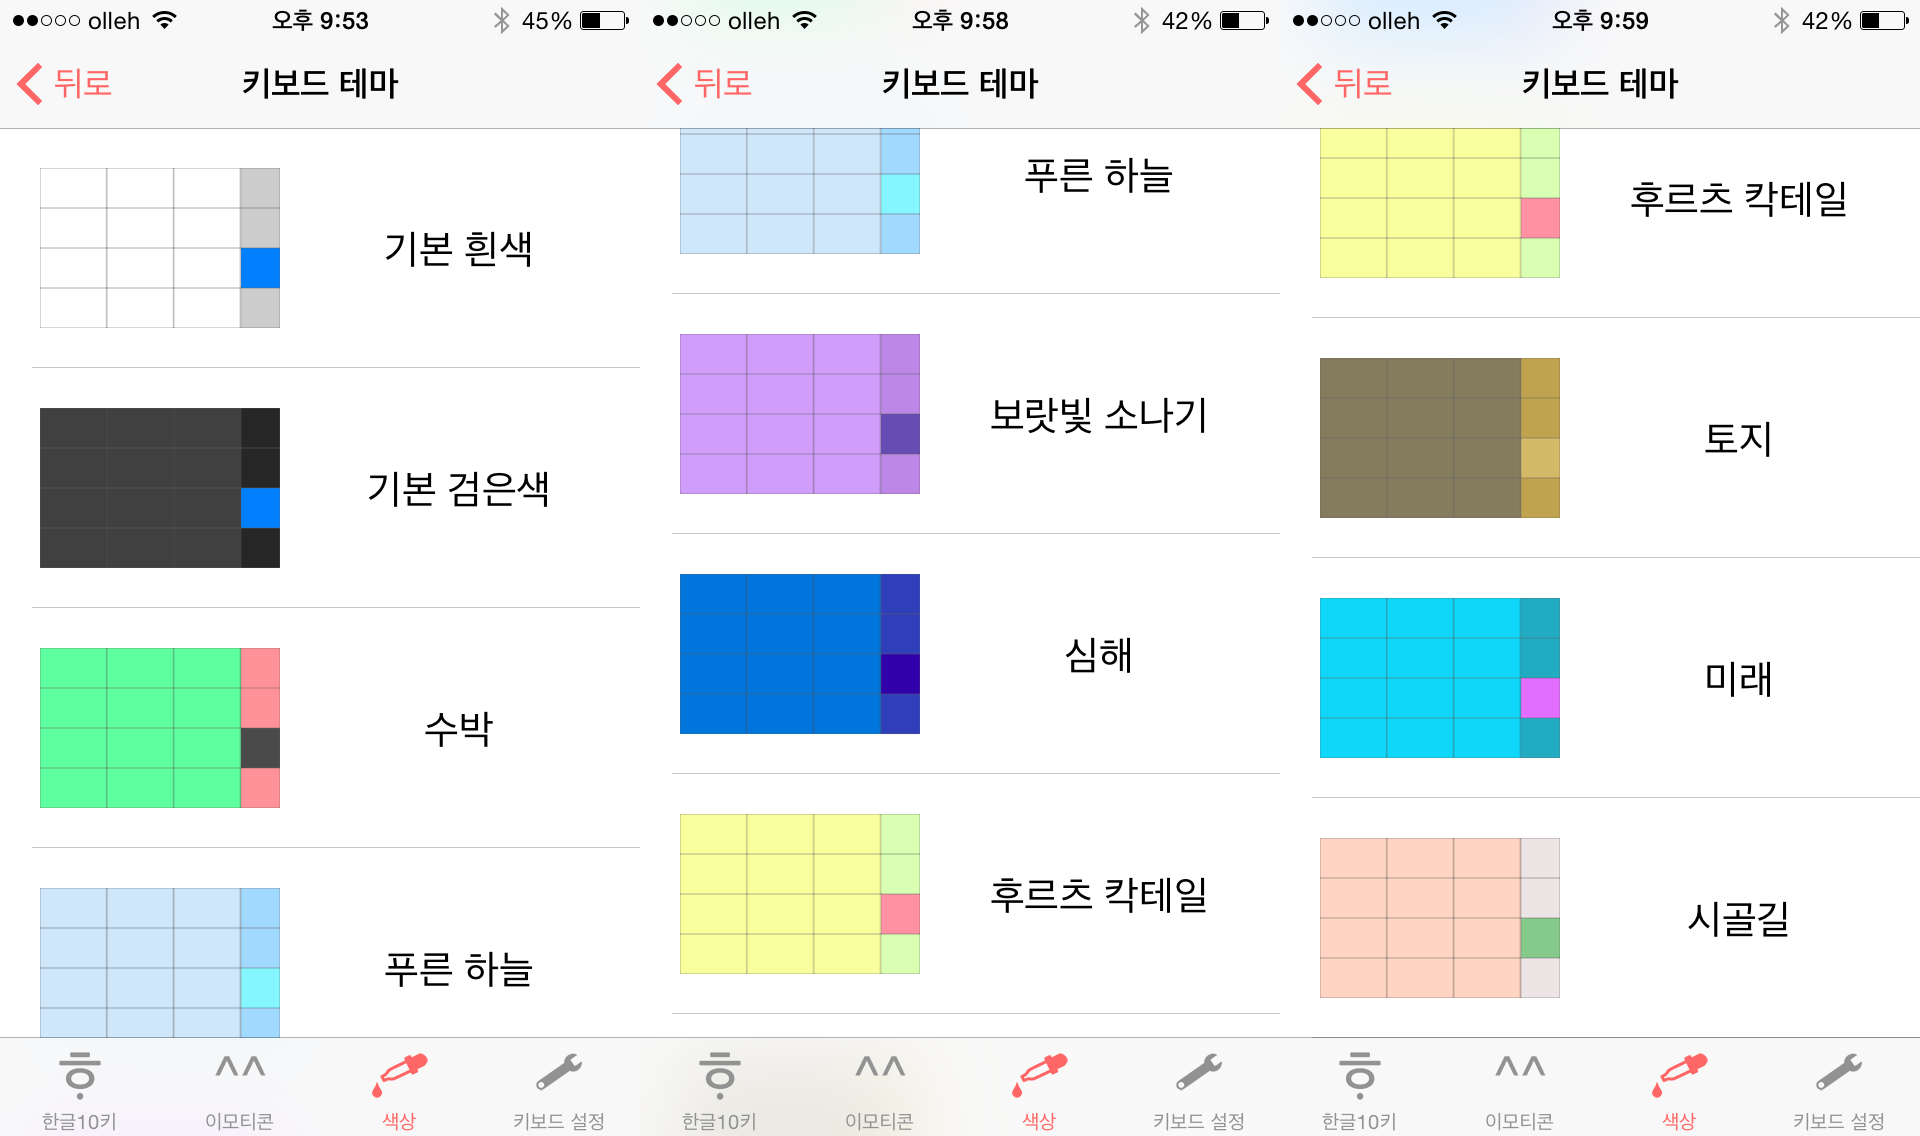 olleh 오후 9:53 45%
뒤로 키보드 테마
기본 흰색
기본 검은색
수박
푸른 하늘
한글10키 이모티콘 색상 키보드 설정
olleh 오후 9:58 42%
뒤로 키보드 테마
푸른 하늘
보랏빛 소나기
심해
후르츠 칵테일
한글10키 이모티콘 색상 키보드 설정
olleh 오후 9:59 42%
뒤로 키보드 테마
후르츠 칵테일
토지
미래
시골길
한글10키 이모티콘 색상 키보드 설정